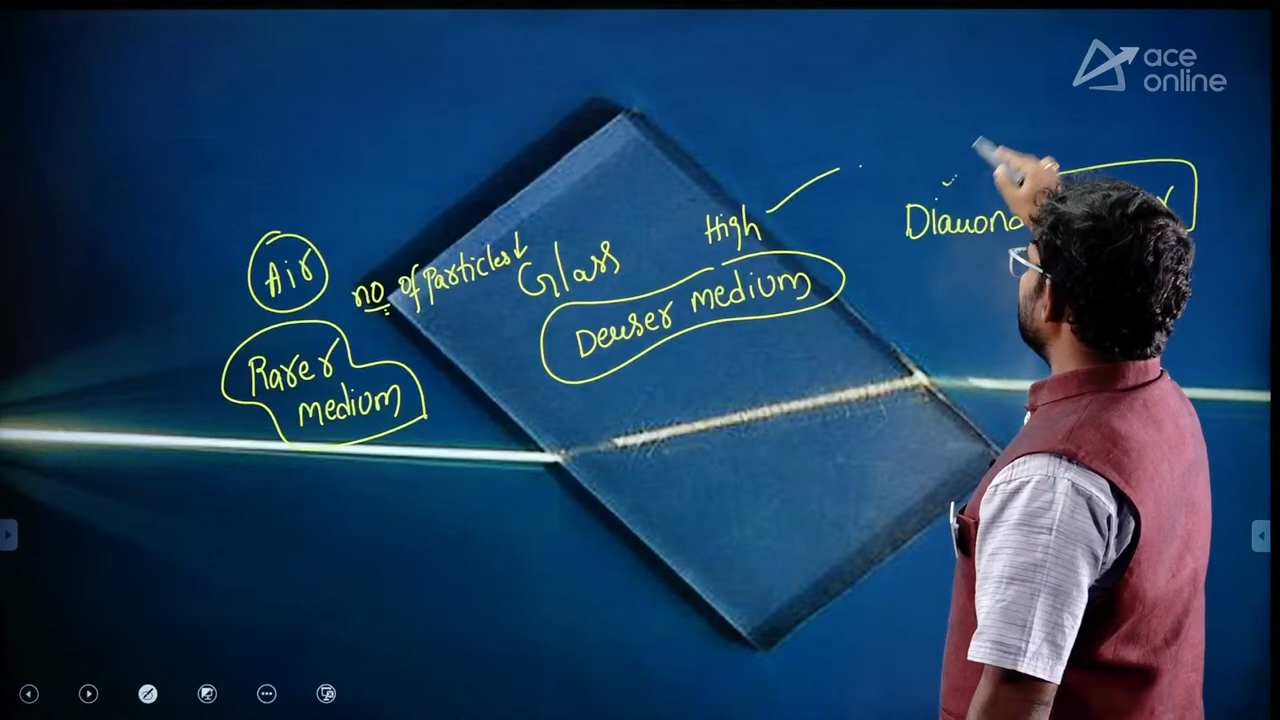 ace
online
Air
no of particles↓
Glass
High
Denser medium
Rarer
medium
Diamond